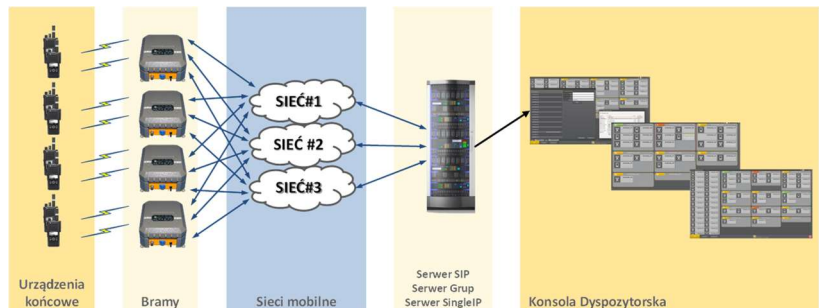 SIEĆ#1
SIEĆ #2
SIEĆ#3
Urządzenia
końcowe
Bramy
Sieci mobilne
Serwer SIP
Serwer Grup
Serwer SingleIP
Konsola Dyspozytorska